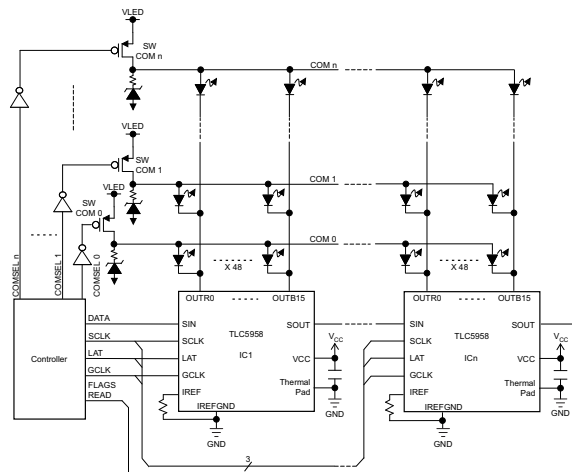 VLED
SW
COM n
COM n
VLED
SW
COM 1
COM 1
VLED
SW
COM 0
COM 0
X 48
X 48
COMSEL n
COMSEL 1
COMSEL 0
Controller
DATA
SCLK
LAT
GCLK
FLAGS
READ
OUTR0
OUTB15
SIN
SOUT
TLC5958
SCLK
IC1
LAT
VCC
GCLK
Thermal
Pad
IREF
IREFGND
VCC
GND
GND
3
OUTR0
OUTB15
SIN
SOUT
TLC5958
SCLK
ICn
LAT
VCC
GCLK
Thermal
Pad
IREF
IREFGND
VCC
GND
GND